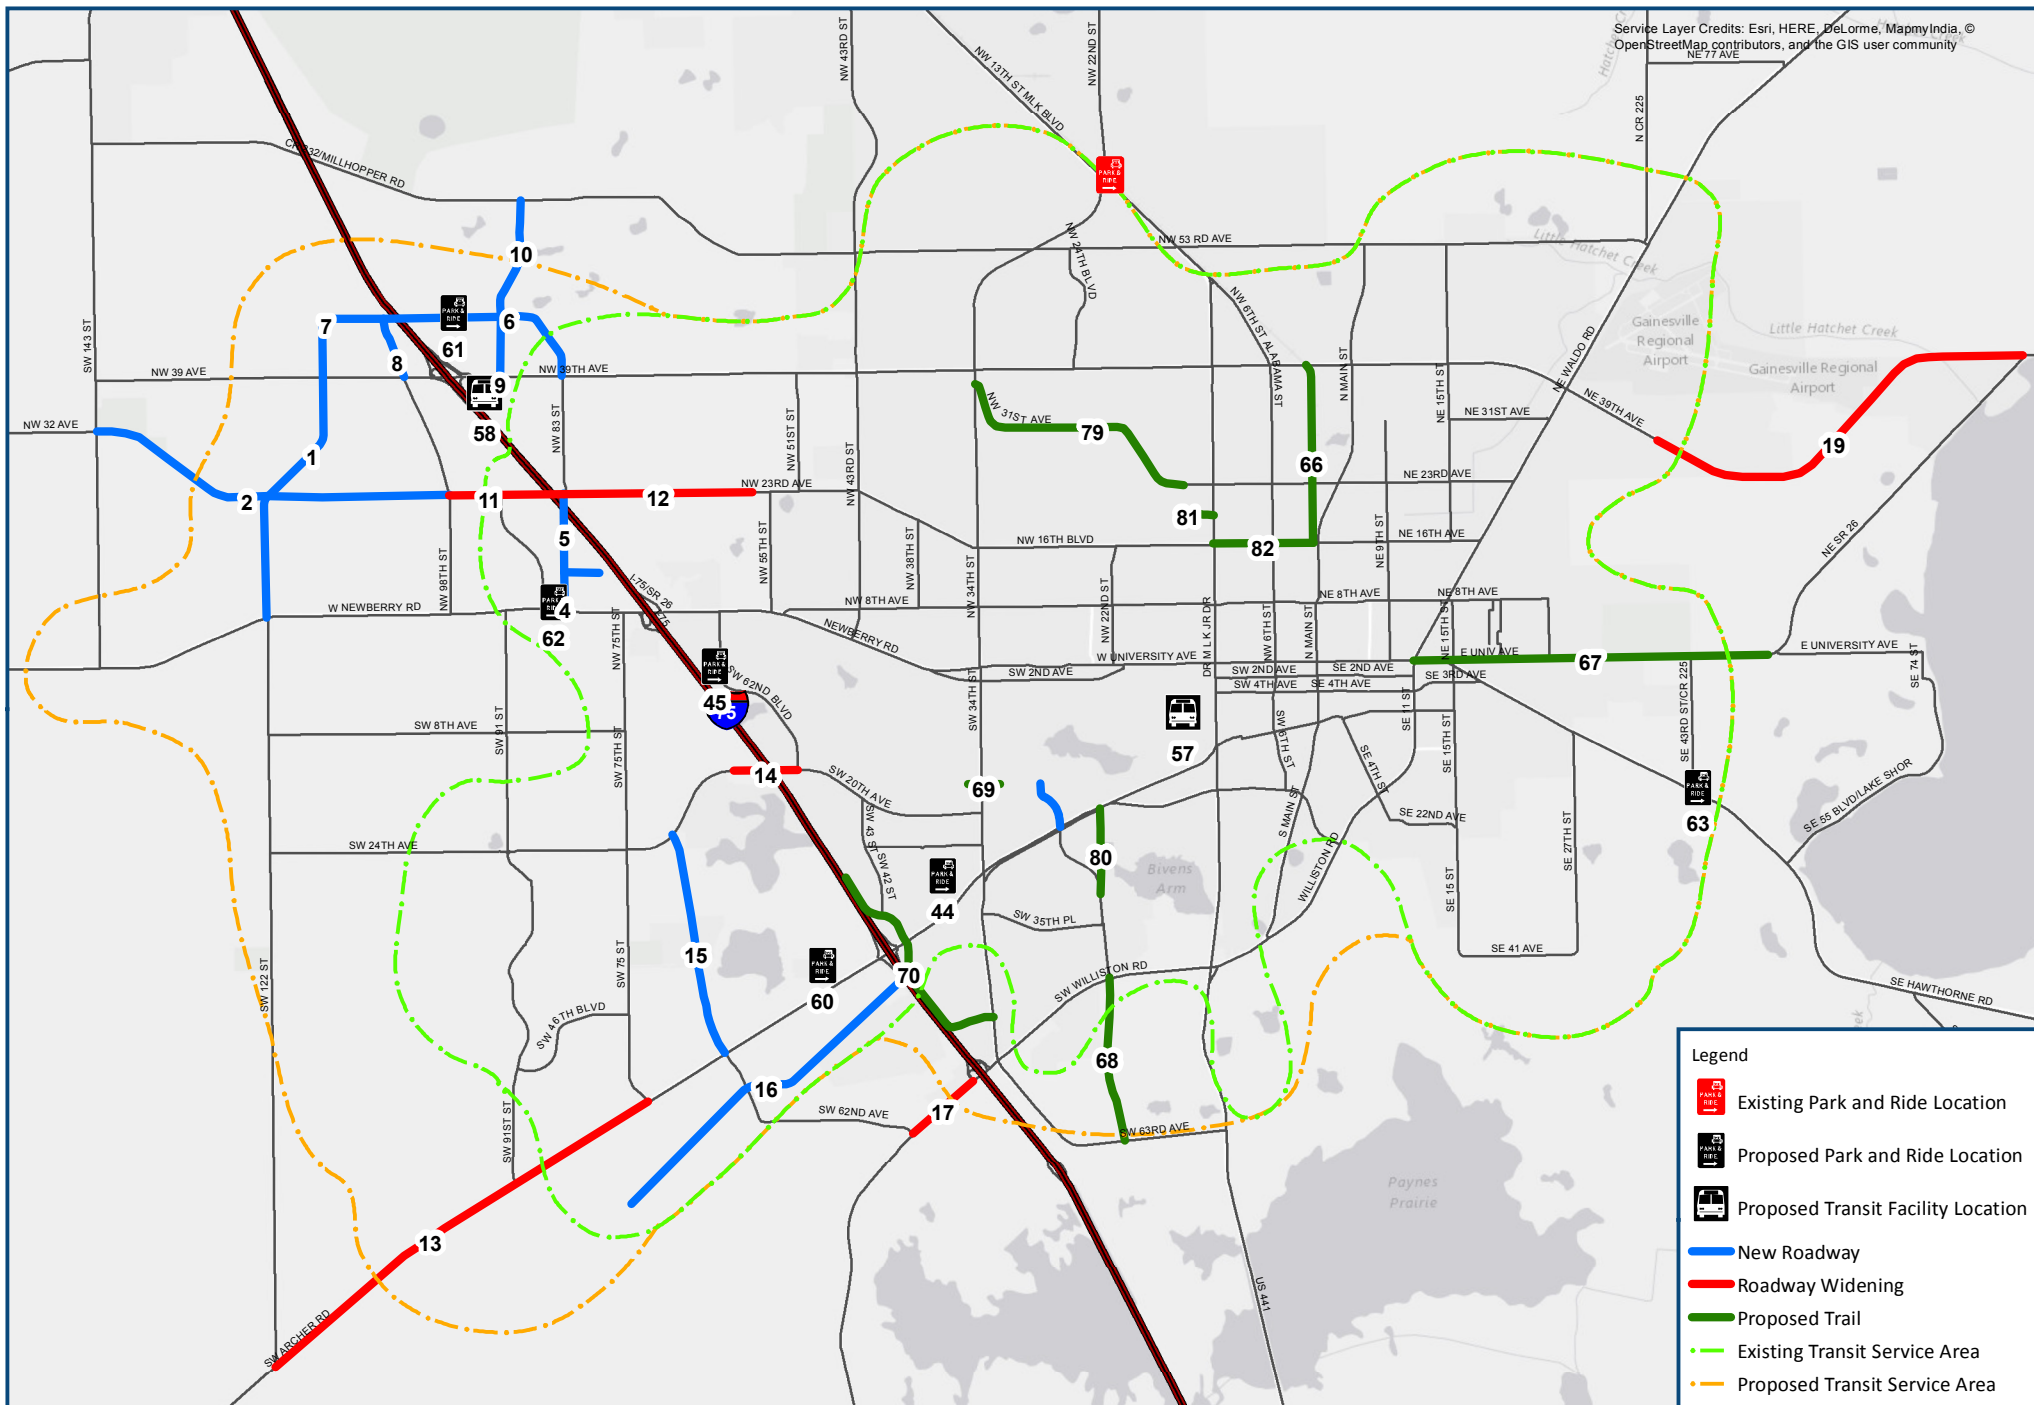 Service Layer Credits: Esri, HERE, DeLorme, MapmyIndia, ©
OpenStreetMap contributors, and the GIS user community
NE 77 AVE
NW 43RD ST
NW 13TH ST MLK BLVD
NW 22ND ST
N CR 225
CR 232/MILLHOPPER RD
PARK &
RIDE
Little Hatchet Creek
NW 53 RD AVE
NW 24TH BLVD
10
SW 143 ST
7
6
61
8
9
NW 39 AVE
NW 39TH AVE
NW 6TH ST ALABAMA ST
N MAIN ST
NE 15TH ST
NE WALDO RD
Gainesville
Regional
Airport
Little Hatchet Creek
Gainesville Regional
Airport
NE 39TH AVE
NW 31ST AVE
79
NE 31ST AVE
NW 32 AVE
58
NW 83 ST
NW 51ST ST
NW 43RD ST
1
66
19
2
11
12
NW 23RD AVE
NE 23RD AVE
81
5
82
NW 16TH BLVD
NE 16TH AVE
NW 98TH ST
NW 55TH ST
NW 38TH ST
NW 34TH ST
NW 22ND ST
NE 9TH ST
NE SR 26
I-75/SR 26
W NEWBERRY RD
4
62
NW 75TH ST
NW 8TH AVE
NE 8TH AVE
NE 8TH AVE
NEWBERRY RD
DR M L K JR DR
NW 6TH ST
N MAIN ST
NE 15TH ST
W UNIVERSITY AVE
E UNIV AVE
67
E UNIVERSITY AVE
SW 2ND AVE
SW 2ND AVE
SE 2ND AVE
SE 3RD AVE
SW 4TH AVE
SE 4TH AVE
SW 62ND BLVD
45
75
SW 34TH ST
57
SE 11 ST
SE 15TH ST
SE 43RD ST/CR 225
SE 74 ST
SW 8TH AVE
SW 91 ST
SW 75TH ST
14
SW 20TH AVE
69
SW 6TH ST
SE 4TH ST
S MAIN ST
SE 22ND AVE
SE 27TH ST
63
SE 55 BLVD/LAKE SHOR
SW 24TH AVE
SW 43 ST
SW 42 ST
80
Bivens
Arm
WILLISTON RD
SE 15 ST
44
SW 35TH PL
15
SW 122 ST
SW 75 ST
60
70
SW WILLISTON RD
SE 41 AVE
SE HAWTHORNE RD
SW 46TH BLVD
68
16
17
SW 62ND AVE
SW 63RD AVE
SW 91ST ST
Paynes
Prairie
13
US 441
SW ARCHER RD
Legend
Existing Park and Ride Location
Proposed Park and Ride Location
Proposed Transit Facility Location
New Roadway
Roadway Widening
Proposed Trail
Existing Transit Service Area
Proposed Transit Service Area